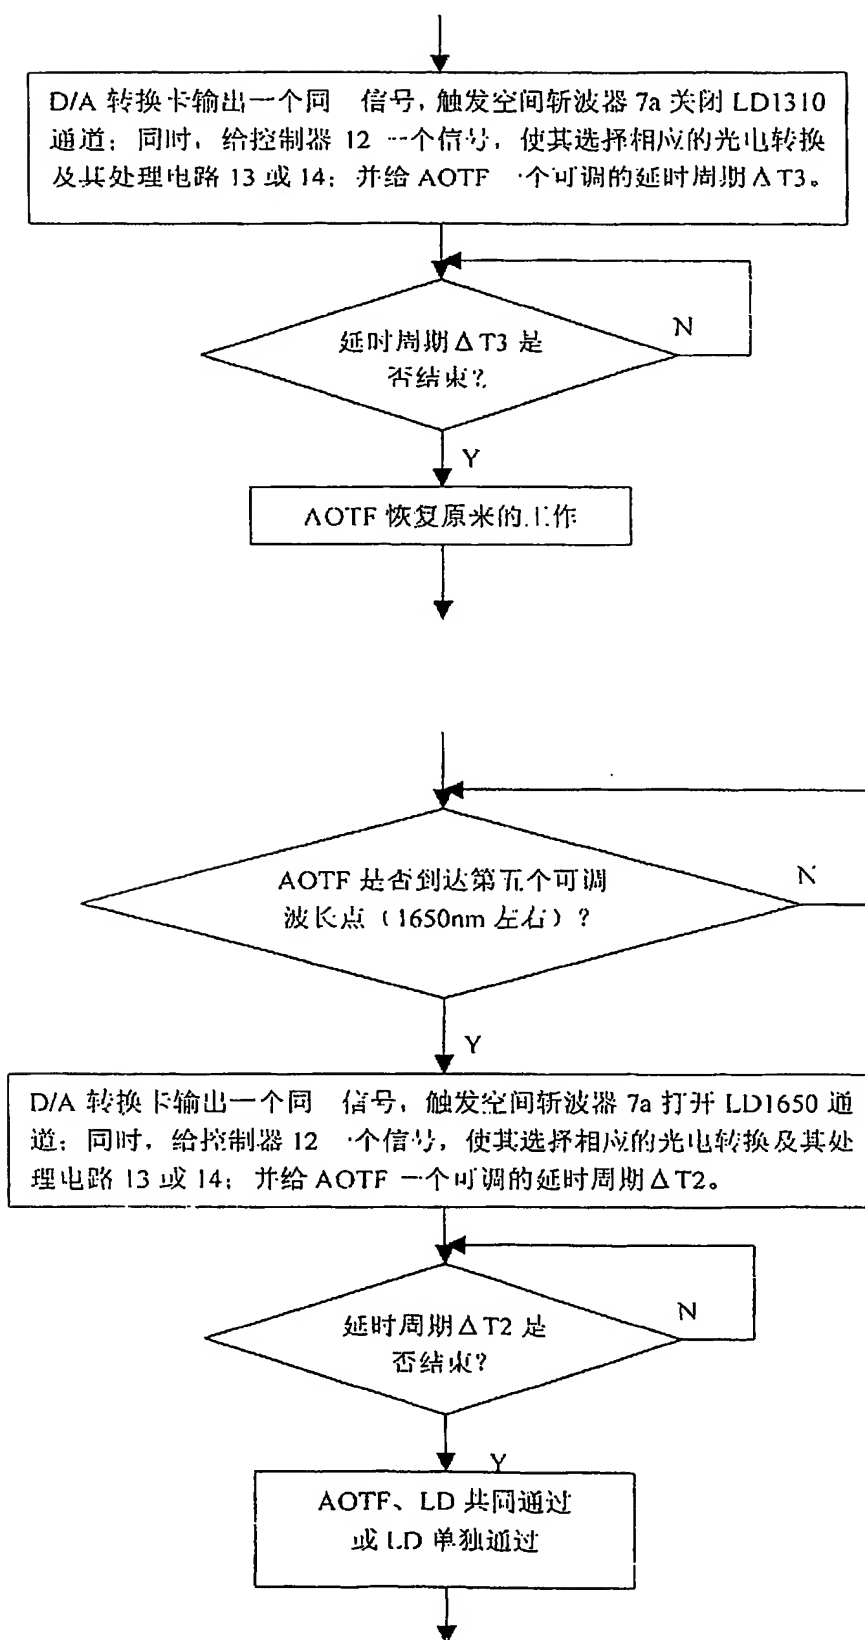 D/A 转换卡输出一个同 信号，触发空间斩波器 7a 关闭 LD1310
通道；同时，给控制器 12 一个信号，使其选择相应的光电转换
及其处理电路 13 或 14；并给 AOTF 一个可调的延时周期ΔT3。
延时周期ΔT3 是
否结束？
N
Y
AOTF 恢复原来的工作
AOTF 是否到达第五个可调
波长点（1650nm 左右）？
N
Y
D/A 转换卡输出一个同 信号，触发空间斩波器 7a 打开 LD1650 通
道；同时，给控制器 12 一个信号，使其选择相应的光电转换及其处
理电路 13 或 14；并给 AOTF 一个可调的延时周期ΔT2。
延时周期ΔT2 是
否结束？
N
Y
AOTF、LD 共同通过
或 LD 单独通过